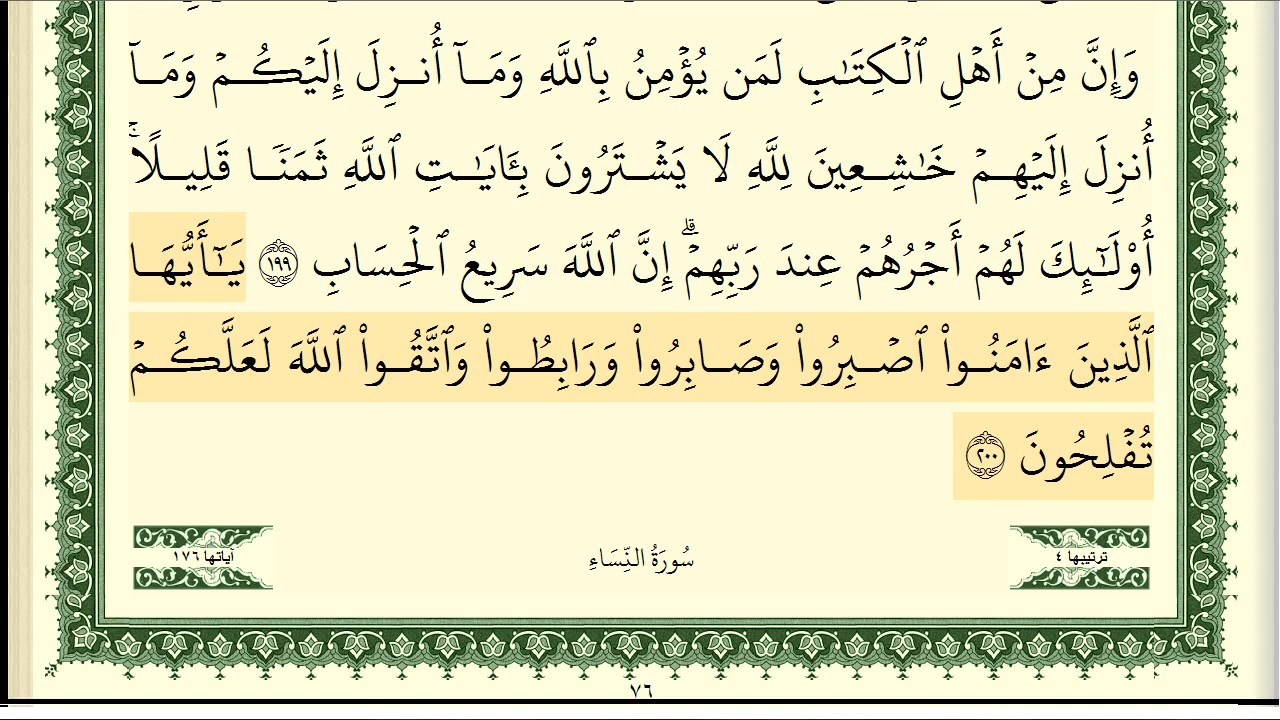 وَإِنَّ مِنْ أَهْلِ ٱلْكِتَٰبِ لَمَن يُؤْمِنُ بِٱللَّهِ وَمَآ أُنزِلَ إِلَيْكُمْ وَمَآ
أُنزِلَ إِلَيْهِمْ خَٰشِعِينَ لِلَّهِ لَا يَشْتَرُونَ بِـَٔايَٰتِ ٱللَّهِ ثَمَنًا قَلِيلًا ۚ
أُو۟لَٰٓئِكَ لَهُمْ أَجْرُهُمْ عِندَ رَبِّهِمْ ۗ إِنَّ ٱللَّهَ سَرِيعُ ٱلْحِسَابِ ١٩٩ يَٰٓأَيُّهَا
ٱلَّذِينَ ءَامَنُوا۟ ٱصْبِرُوا۟ وَصَابِرُوا۟ وَرَابِطُوا۟ وَٱتَّقُوا۟ ٱللَّهَ لَعَلَّكُمْ
تُفْلِحُونَ ٢٠٠
ترتيبها ٤
سُورَةُ النِّسَاءِ
آياتها ١٧٦
٧٦